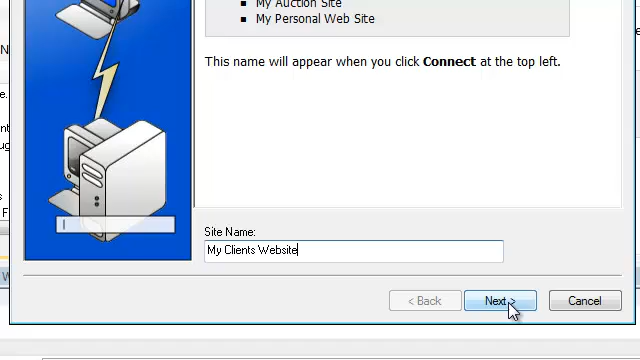 My Auction Site
My Personal Web Site
This name will appear when you click Connect at the top left.
Site Name:
My Clients Website
< Back
Next >
Cancel